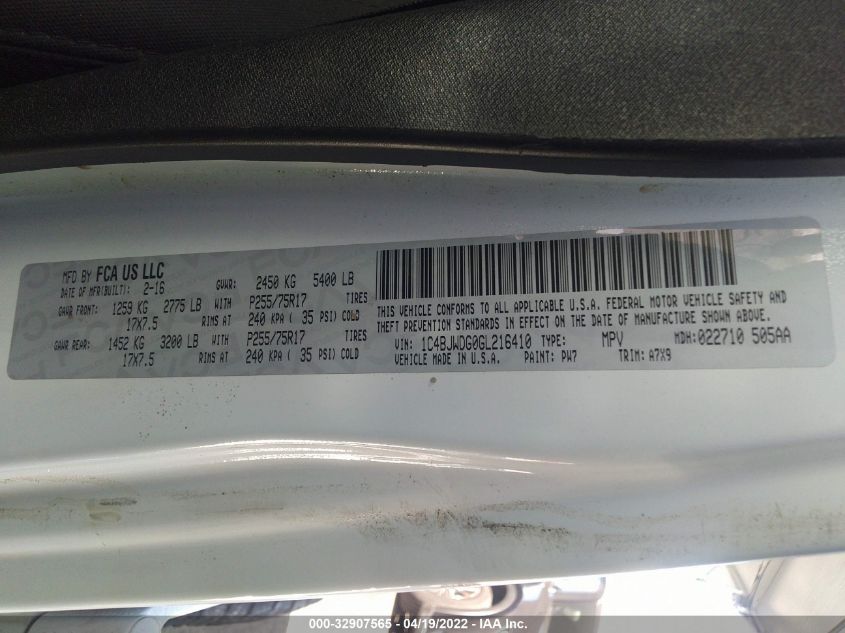 MFD BY FCA US LLC
DATE OF MFR(BUILT): 2-16 GVWR: 2450 KG 5400 LB
GAWR FRONT: 1259 KG 2775 LB WITH P255/75R17 TIRES
17X7.5 RIMS AT 240 KPA ( 35 PSI) COLD
GAWR REAR: 1452 KG 3200 LB WITH P255/75R17 TIRES
17X7.5 RIMS AT 240 KPA ( 35 PSI) COLD
THIS VEHICLE CONFORMS TO ALL APPLICABLE U.S.A. FEDERAL MOTOR VEHICLE SAFETY AND
THEFT PREVENTION STANDARDS IN EFFECT ON THE DATE OF MANUFACTURE SHOWN ABOVE.
VIN: 1C4BJWDG0GL216410 TYPE: MPV MDH:022710 505AA
VEHICLE MADE IN U.S.A. PAINT: PW7 TRIM: A7X9
000-32907565 - 04/19/2022 - IAA Inc.